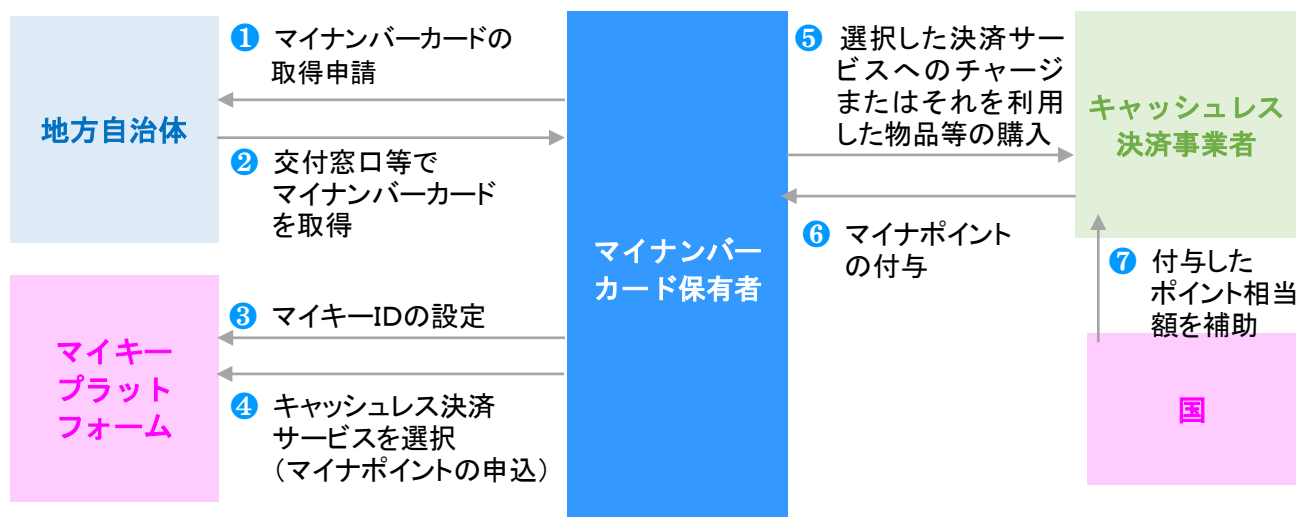 ❶ マイナンバーカードの
取得申請
地方自治体
❷ 交付窓口等で
マイナンバーカード
を取得
マイナンバー
カード保有者
❸ マイキーIDの設定
マイキー
プラット
フォーム
❹ キャッシュレス決済
サービスを選択
（マイナポイントの申込）
❺ 選択した決済サー
ビスへのチャージ
またはそれを利用
した物品等の購入
キャッシュレス
決済事業者
❻ マイナポイント
の付与
❼ 付与した
ポイント相当
額を補助
国